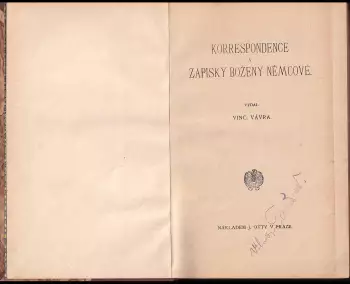 KORRESPONDENCE
A
ZÁPISKY BOŽENY NĚMCOVÉ.
VYDAL
VINC. VÁVRA.
NÁKLADEM J. OTTY V PRAZE.